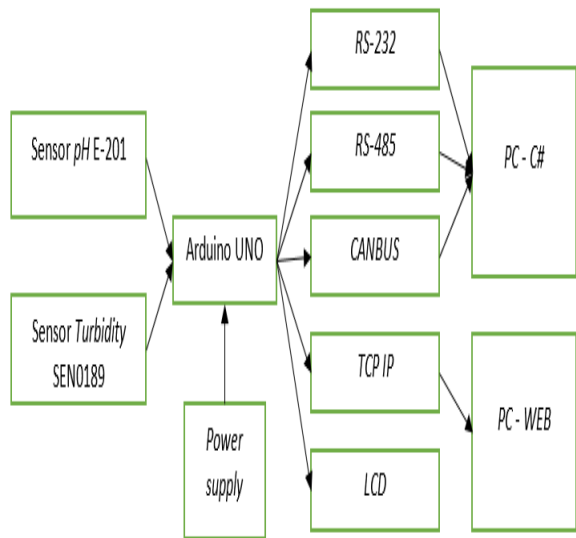 Sensor pH E-201
Sensor Turbidity
SEN0189
Arduino UNO
Power
supply
RS-232
RS-485
CANBUS
TCP IP
LCD
PC - C#
PC - WEB